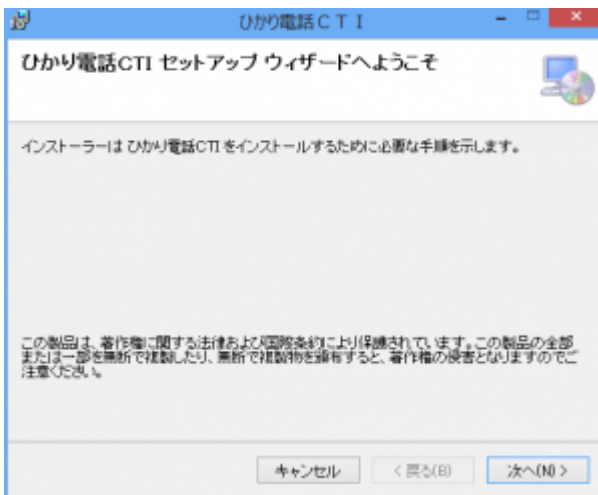 ひかり電話ＣＴＩ
ひかり電話CTI セットアップ ウィザードへようこそ
インストーラーは ひかり電話CTI をインストールするために必要な手順を示します。
この製品は、著作権に関する法律および国際条約により保護されています。この製品の全部
または一部を無断で複製したり、無断で複製物を頒布すると、著作権の侵害となりますのでご
注意ください。
キャンセル
< 戻る(B)
次へ(N) >